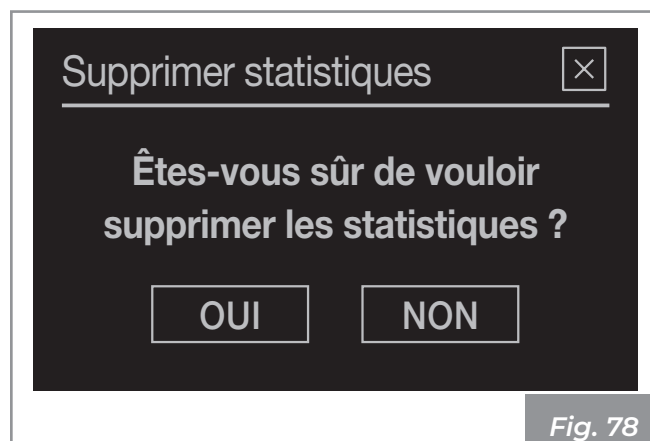 Supprimer statistiques
Êtes-vous sûr de vouloir
supprimer les statistiques ?
OUI NON
Fig. 78